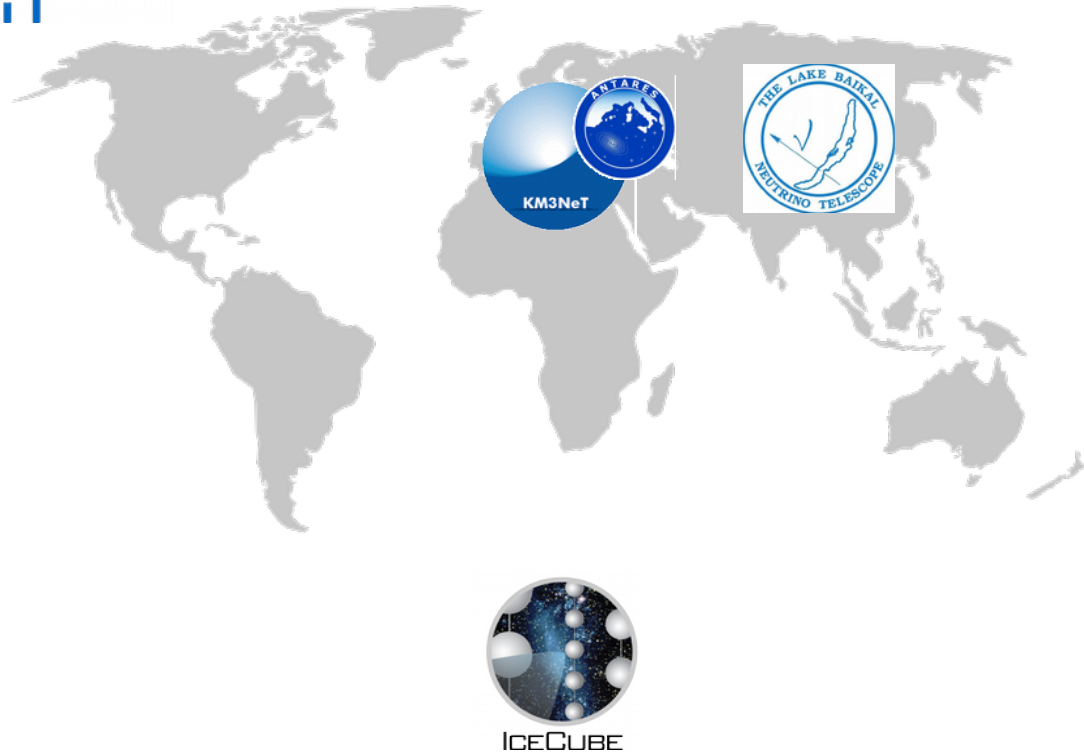 ANTARES
KM3NeT
THE LAKE BAIKAL
NEUTRINO TELESCOPE
ICECUBE